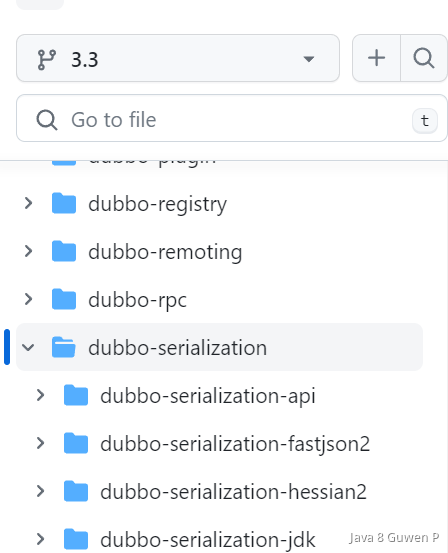 3.3
Go to file t
dubbo-plugin
dubbo-registry
dubbo-remoting
dubbo-rpc
dubbo-serialization
dubbo-serialization-api
dubbo-serialization-fastjson2
dubbo-serialization-hessian2
dubbo-serialization-jdk
Java 8 Guwen P